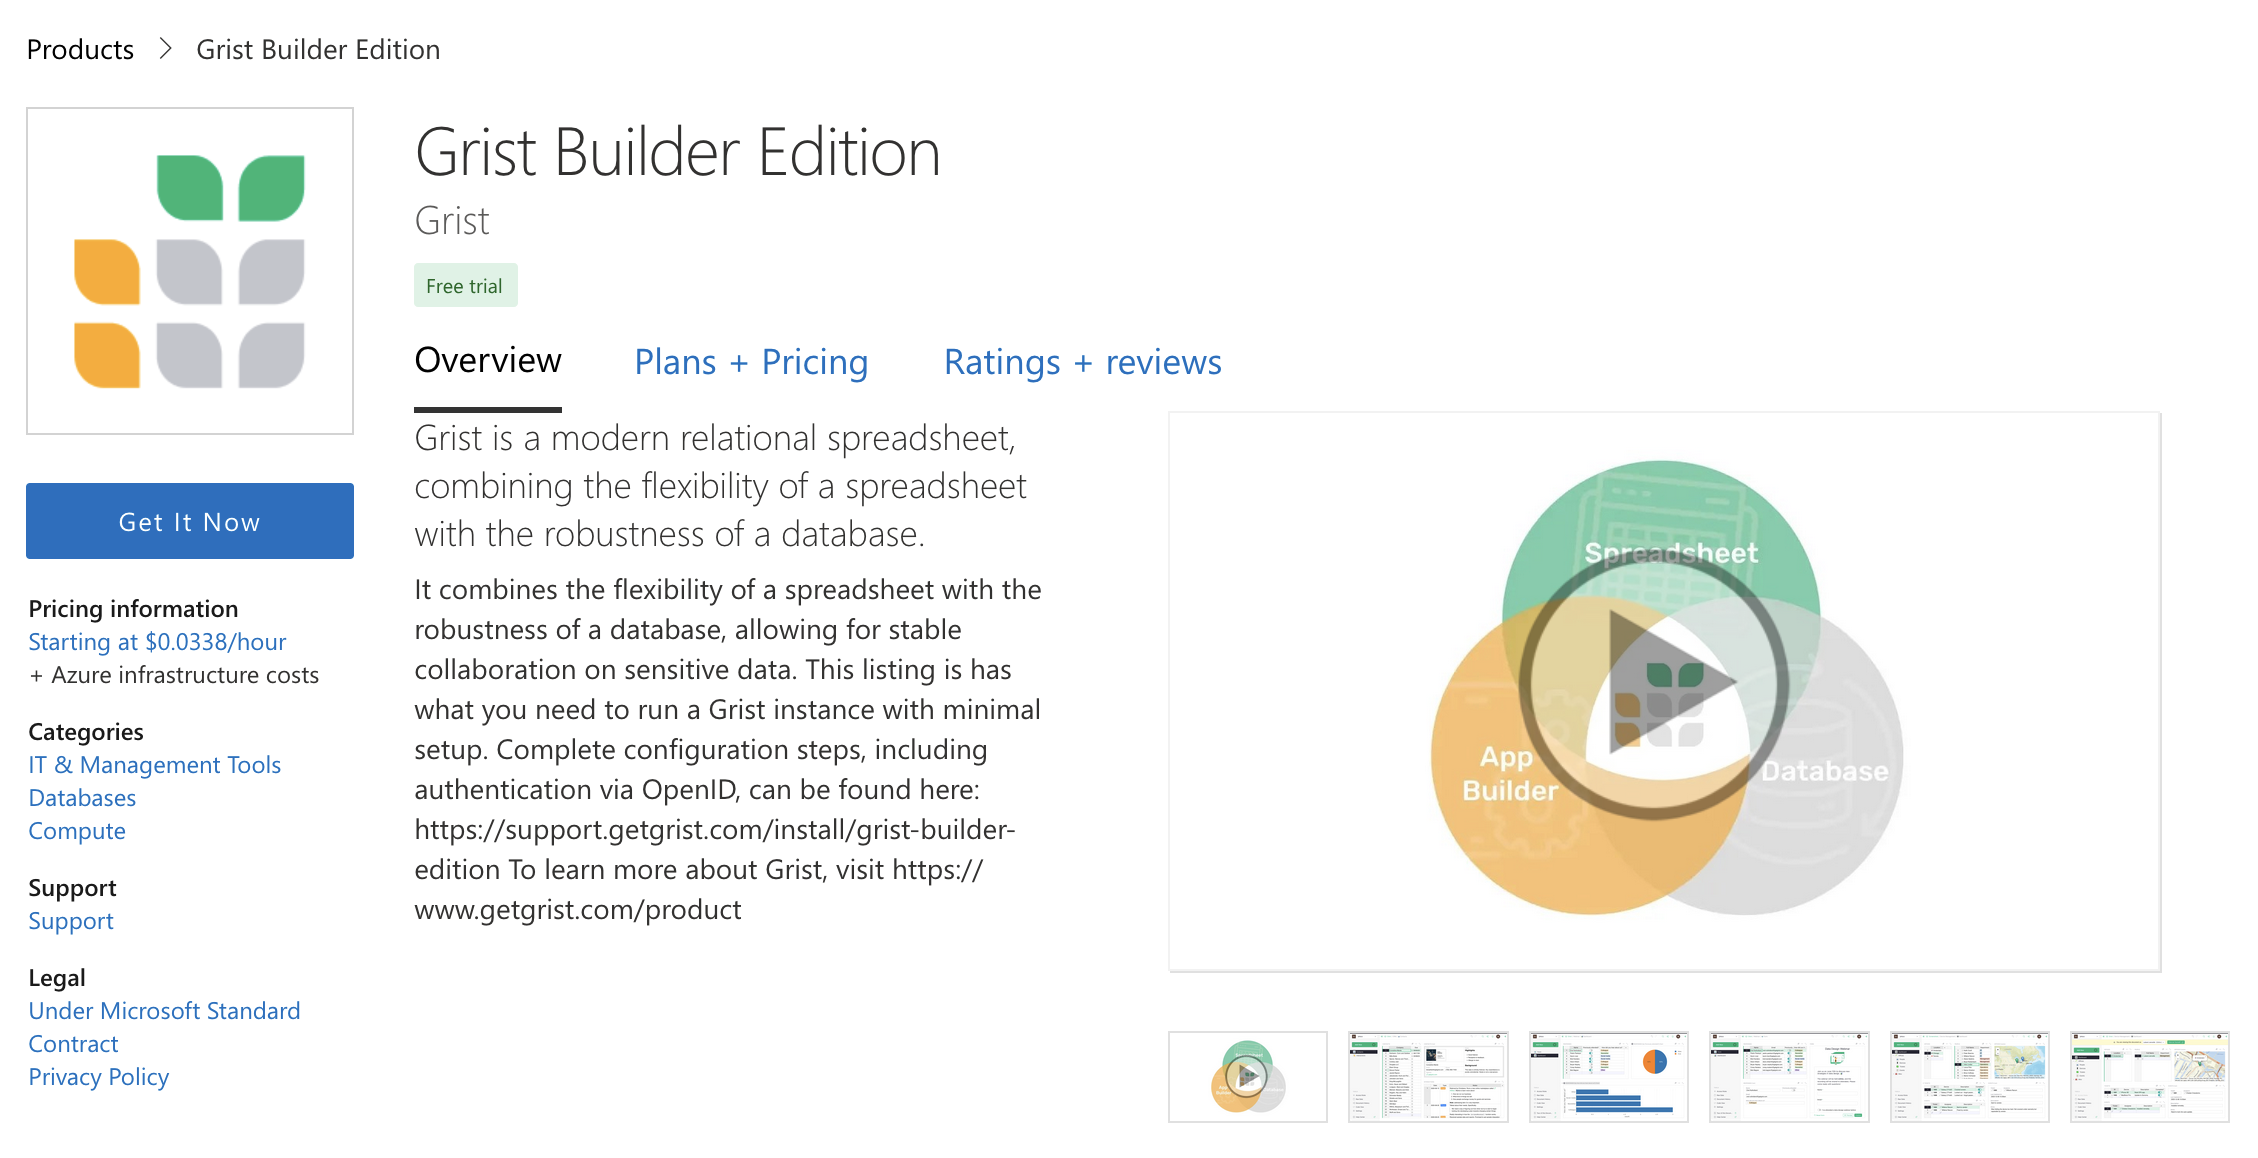 Products > Grist Builder Edition
Grist Builder Edition
Grist
Free trial
Overview
Plans + Pricing
Ratings + reviews
Get It Now
Pricing information
Starting at $0.0338/hour
+ Azure infrastructure costs
Categories
IT & Management Tools
Databases
Compute
Support
Support
Legal
Under Microsoft Standard
Contract
Privacy Policy
Grist is a modern relational spreadsheet,
combining the flexibility of a spreadsheet
with the robustness of a database.
It combines the flexibility of a spreadsheet with the
robustness of a database, allowing for stable
collaboration on sensitive data. This listing is has
what you need to run a Grist instance with minimal
setup. Complete configuration steps, including
authentication via OpenID, can be found here:
https://support.getgrist.com/install/grist-builder-
edition To learn more about Grist, visit https://
www.getgrist.com/product
Spreadsheet
App
Builder
Database